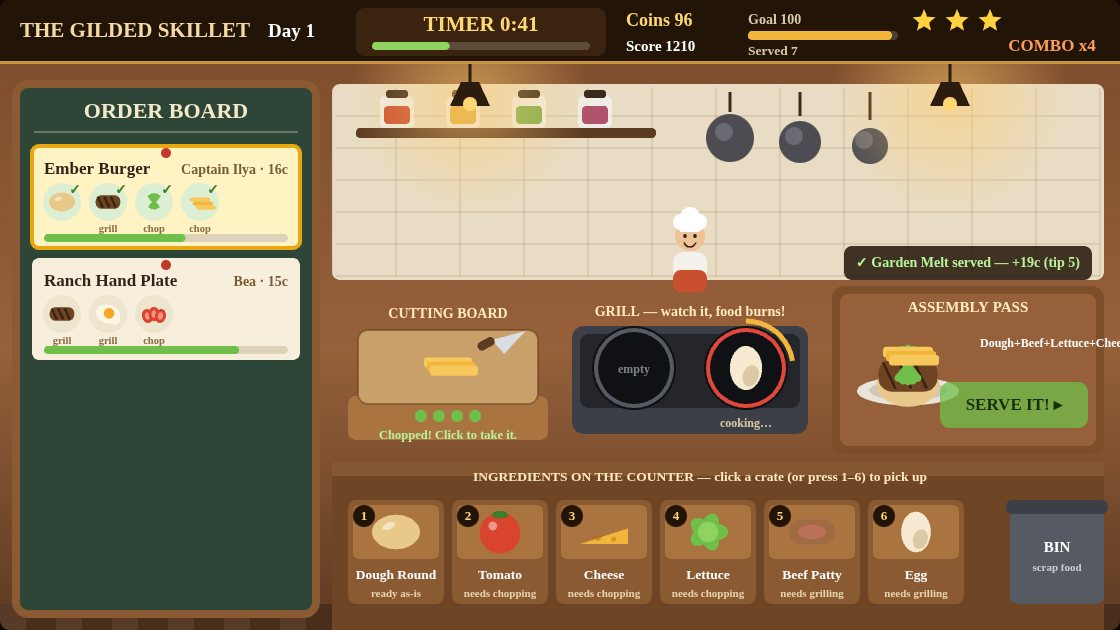 THE GILDED SKILLET Day 1
TIMER 0:41
Coins 96
Score 1210
Goal 100
Served 7
COMBO x4
ORDER BOARD
Ember Burger Captain Ilya · 16c
grill chop chop
Ranch Hand Plate Bea · 15c
grill grill chop
✓ Garden Melt served — +19c (tip 5)
CUTTING BOARD
Chopped! Click to take it.
GRILL — watch it, food burns!
empty
cooking…
ASSEMBLY PASS
Dough+Beef+Lettuce+Chee
SERVE IT! ▸
INGREDIENTS ON THE COUNTER — click a crate (or press 1–6) to pick up
1 2 3 4 5 6
Dough Round Tomato Cheese Lettuce Beef Patty Egg
ready as-is needs chopping needs chopping needs chopping needs grilling needs grilling
BIN
scrap food